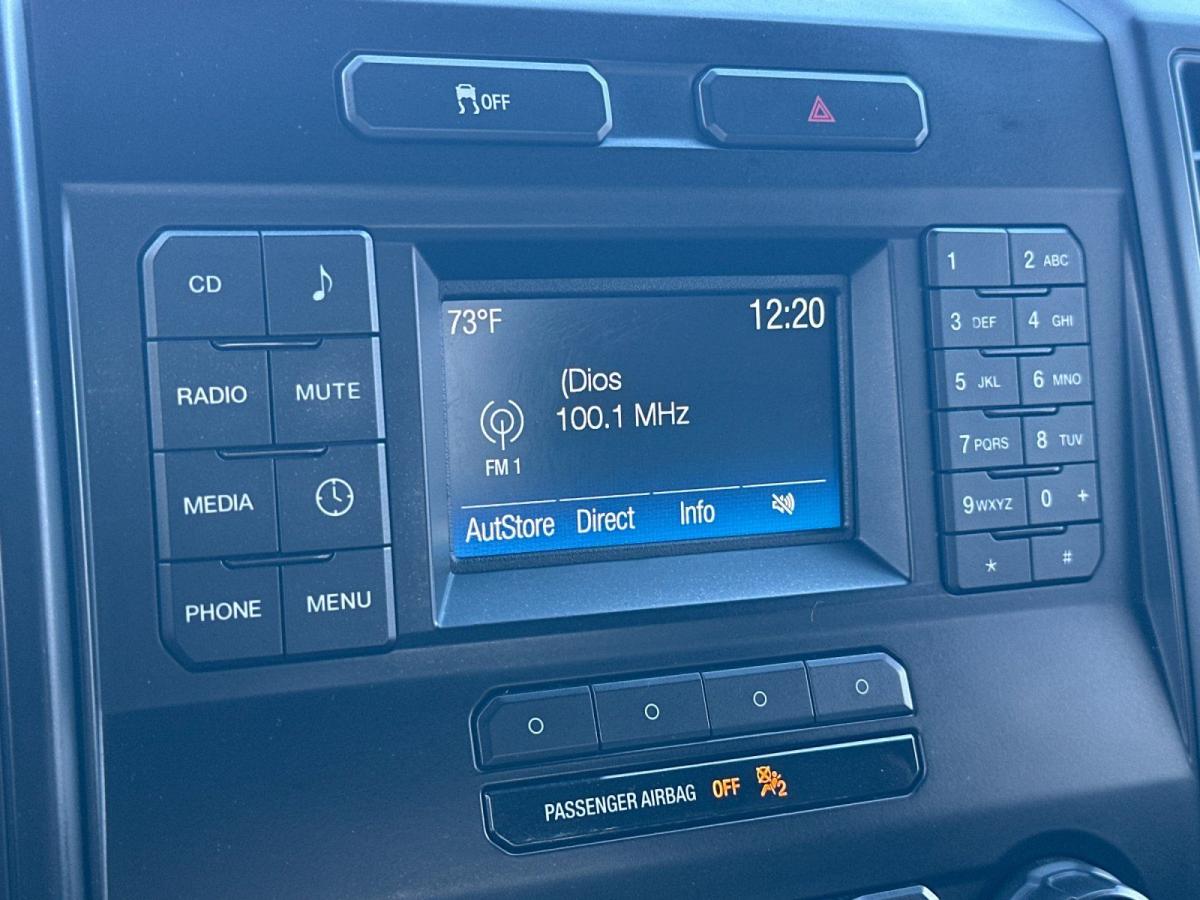 OFF
CD
RADIO MUTE
MEDIA
PHONE MENU
73°F 12:20
(Dios
100.1 MHz
FM 1
AutStore Direct Info
1 2 ABC
3 DEF 4 GHI
5 JKL 6 MNO
7 PQRS 8 TUV
9 WXYZ 0 +
* #
PASSENGER AIRBAG OFF 2